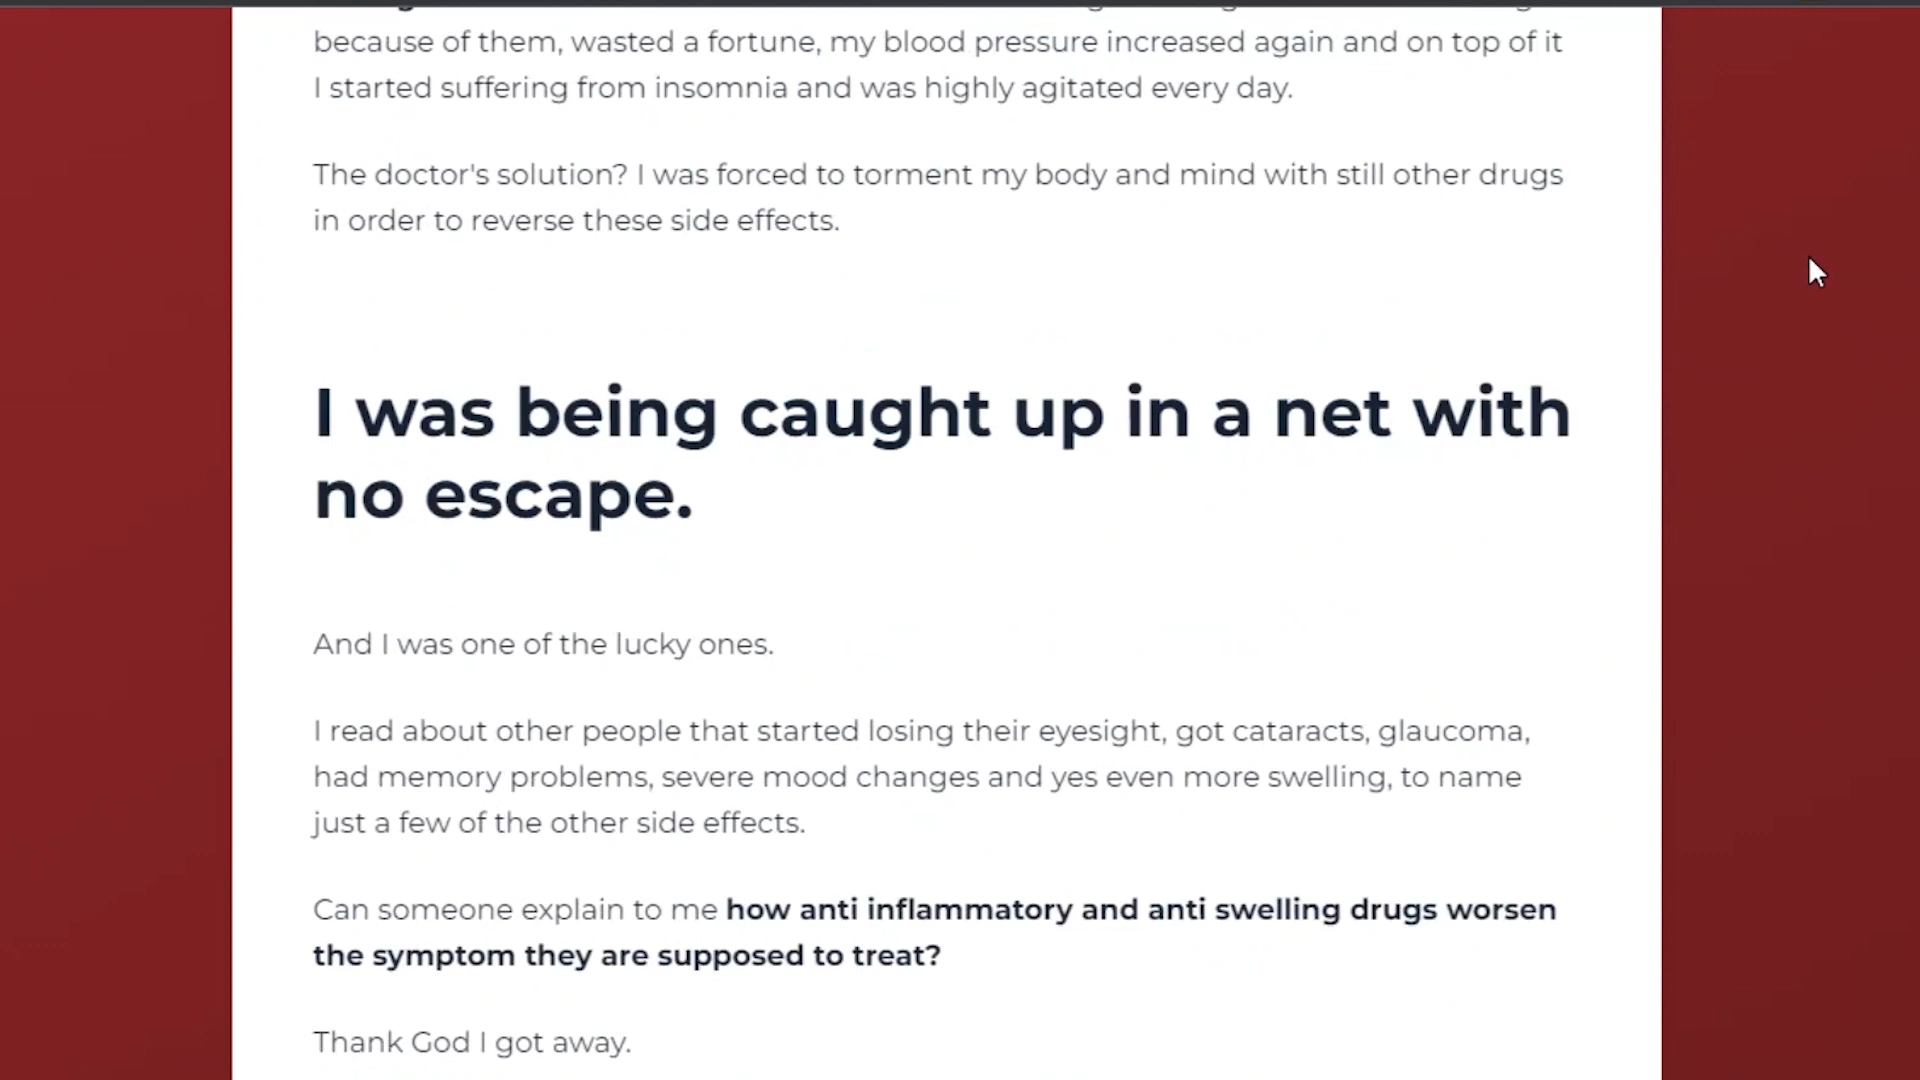 because of them, wasted a fortune, my blood pressure increased again and on top of it
I started suffering from insomnia and was highly agitated every day.
The doctor's solution? I was forced to torment my body and mind with still other drugs
in order to reverse these side effects.
I was being caught up in a net with
no escape.
And I was one of the lucky ones.
I read about other people that started losing their eyesight, got cataracts, glaucoma,
had memory problems, severe mood changes and yes even more swelling, to name
just a few of the other side effects.
Can someone explain to me how anti inflammatory and anti swelling drugs worsen
the symptom they are supposed to treat?
Thank God I got away.